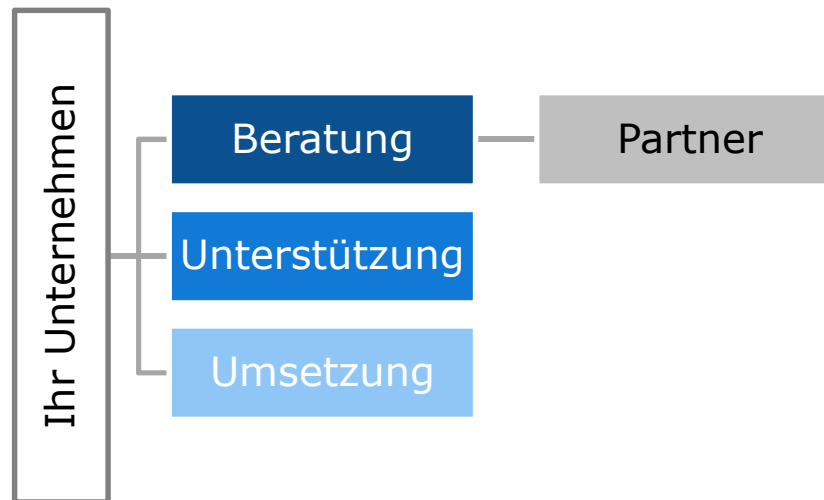 Ihr Unternehmen
Beratung
Partner
Unterstützung
Umsetzung